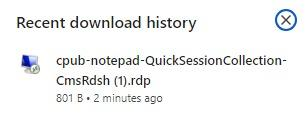 Recent download history
cpub-notepad-QuickSessionCollection-
CmsRdsh (1).rdp
801 B • 2 minutes ago